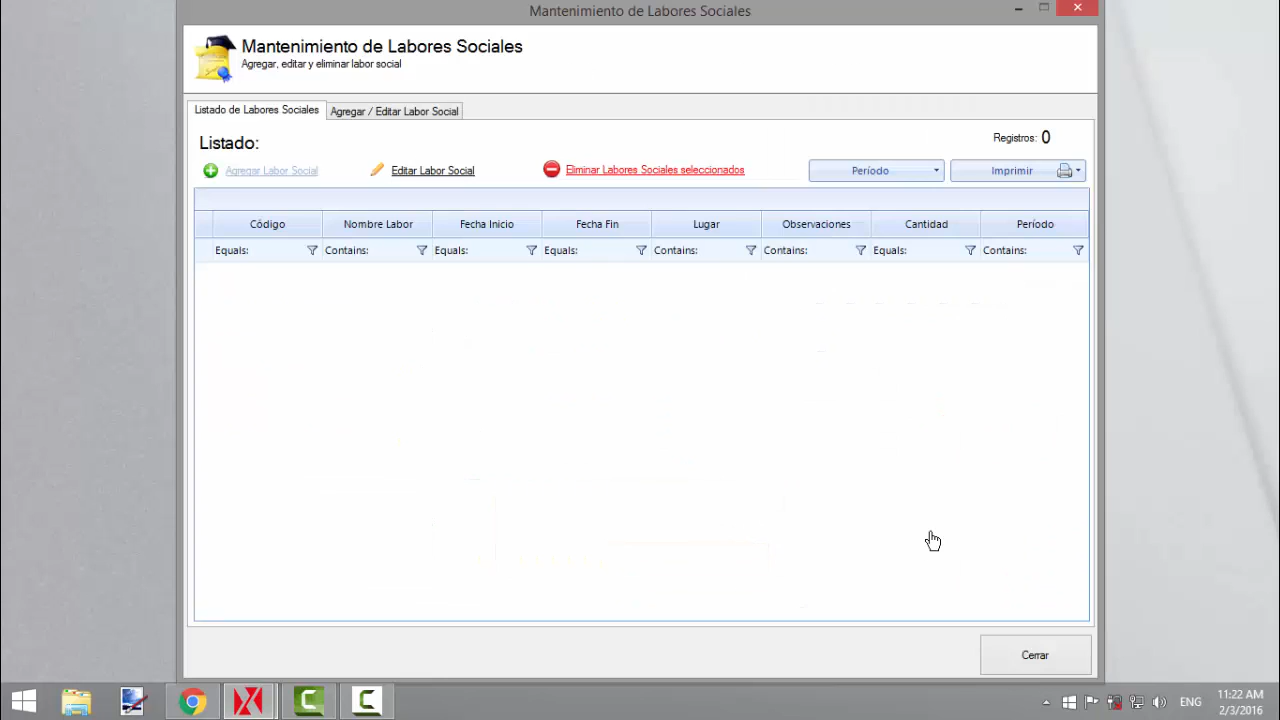 Mantenimiento de Labores Sociales
Mantenimiento de Labores Sociales
Agregar, editar y eliminar labor social
Listado de Labores Sociales Agregar / Editar Labor Social
Listado:
Registros: 0
Agregar Labor Social Editar Labor Social Eliminar Labores Sociales seleccionados Período Imprimir
Código Nombre Labor Fecha Inicio Fecha Fin Lugar Observaciones Cantidad Período
Equals: Contains: Equals: Equals: Contains: Contains: Equals: Contains:
Cerrar
ENG
11:22 AM
2/3/2016